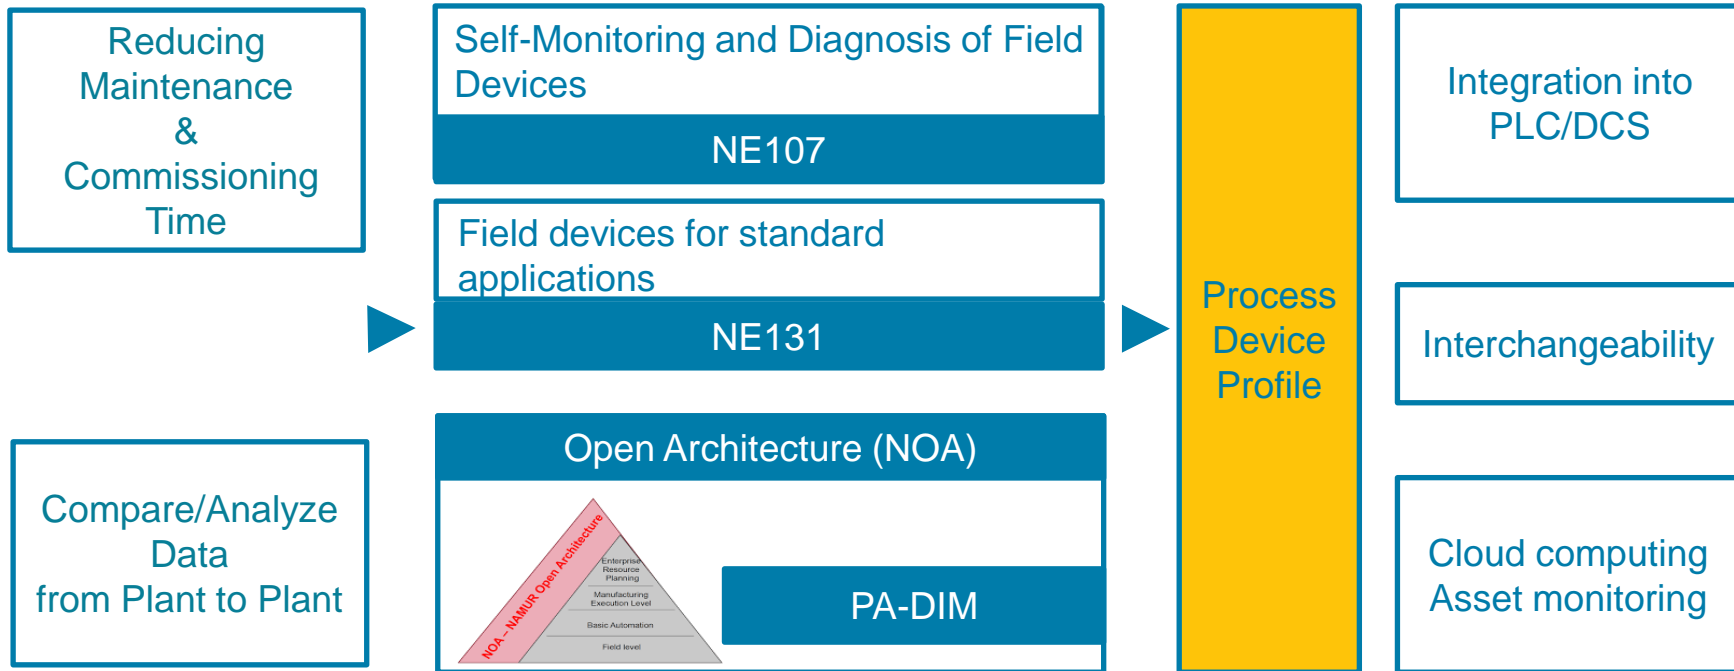 Reducing
Maintenance
&
Commissioning
Time
Compare/Analyze
Data
from Plant to Plant
Self-Monitoring and Diagnosis of Field
Devices
NE107
Field devices for standard
applications
NE131
Open Architecture (NOA)
NOA – NAMUR Open Architecture
Enterprise
Resource
Planning
Manufacturing
Execution Level
Basic Automation
Field level
PA-DIM
Process
Device
Profile
Integration into
PLC/DCS
Interchangeability
Cloud computing
Asset monitoring